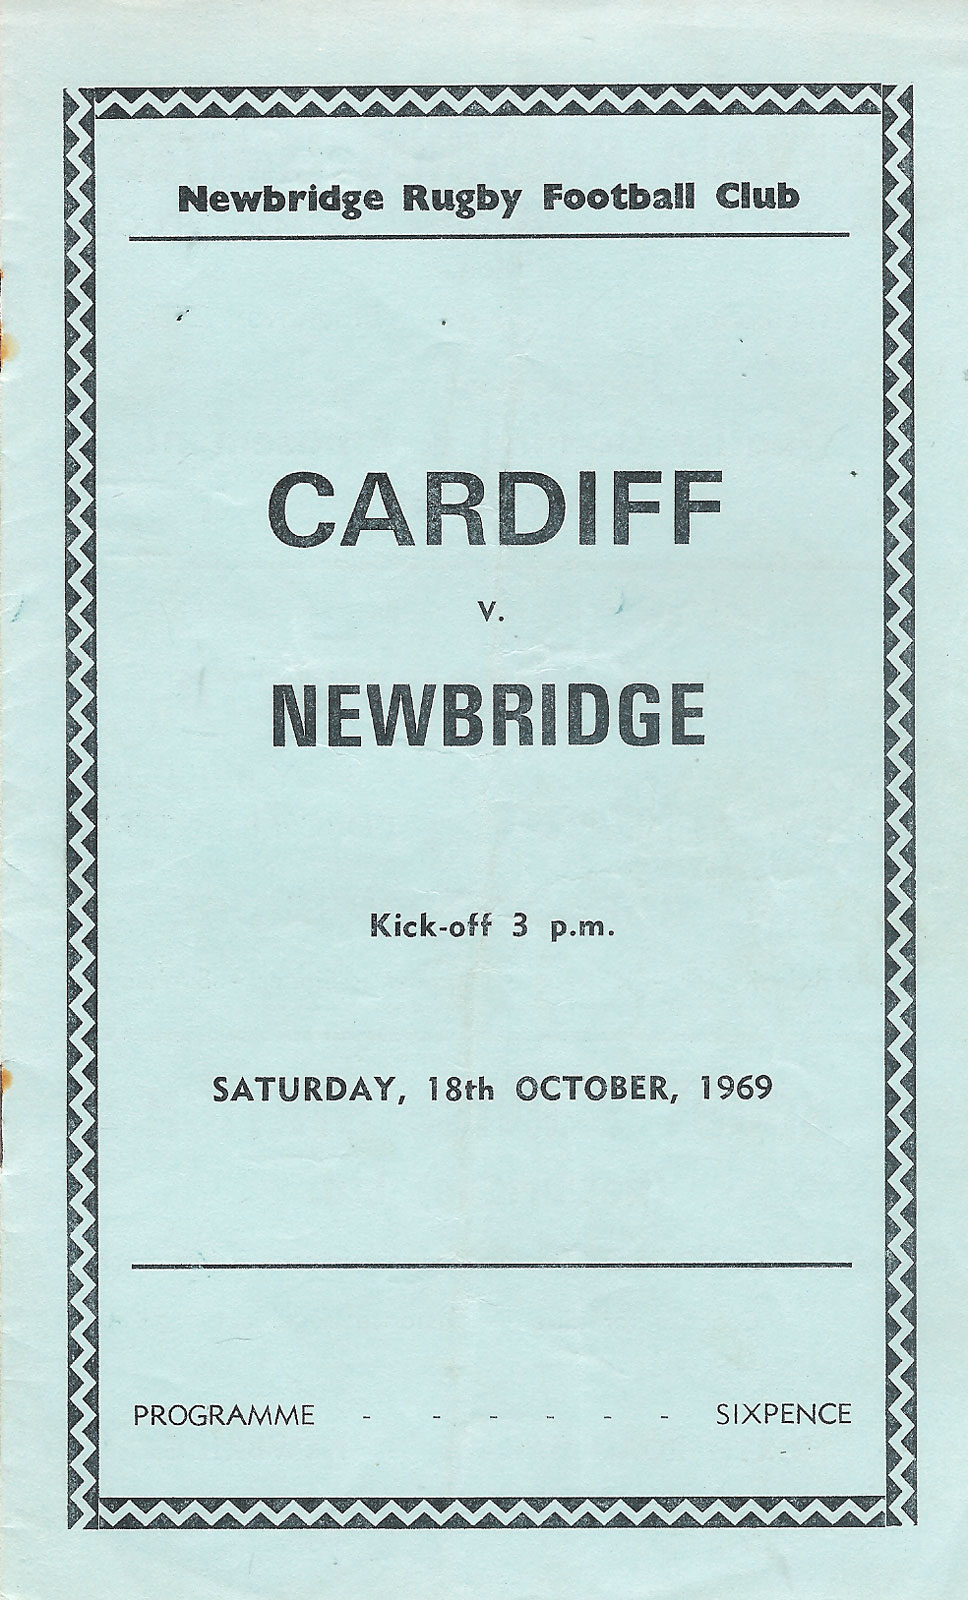 Newbridge Rugby Football Club
CARDIFF
v.
NEWBRIDGE
Kick-off 3 p.m.
SATURDAY, 18th OCTOBER, 1969
PROGRAMME - - - - - - SIXPENCE